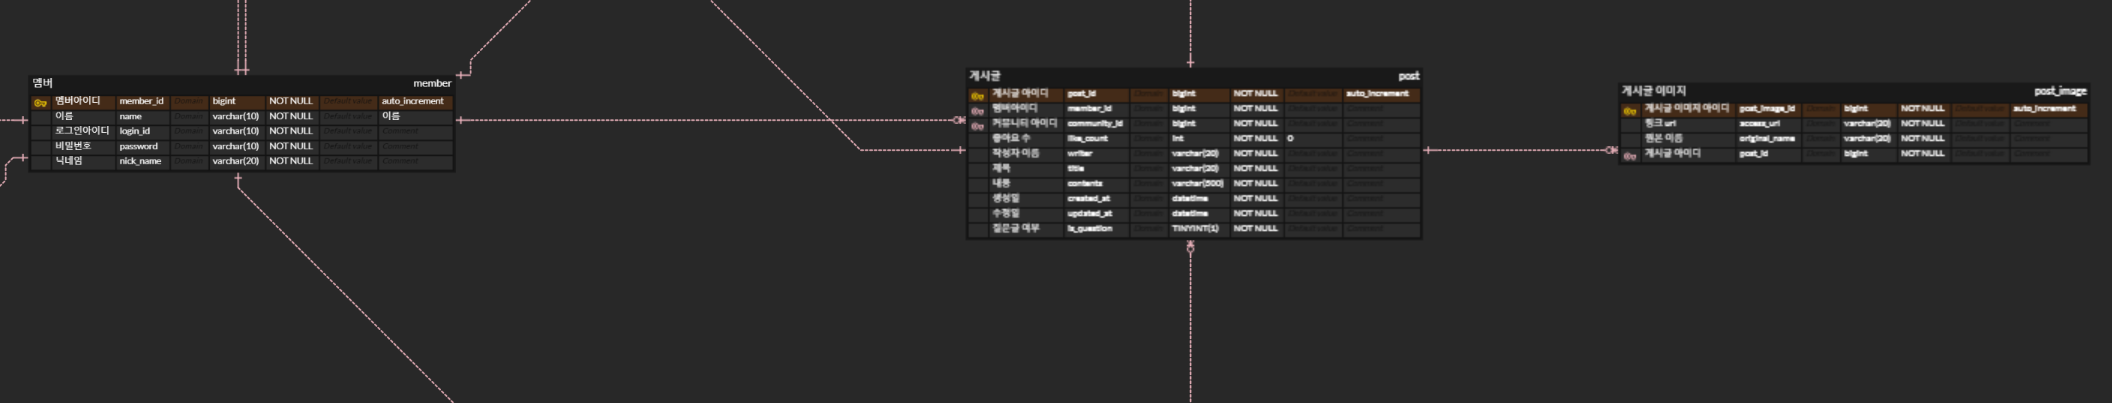 멤버 member
멤버아이디 member_id Domain bigint NOT NULL Default value auto_increment
이름 name Domain varchar(10) NOT NULL Default value 이름
로그인아이디 login_id Domain varchar(10) NOT NULL Default value Comment
비밀번호 password Domain varchar(10) NOT NULL Default value Comment
닉네임 nick_name Domain varchar(20) NOT NULL Default value Comment
게시글 post
게시글 아이디 post_id Domain bigint NOT NULL Default value auto_increment
멤버아이디 member_id Domain bigint NOT NULL Default value Comment
커뮤니티 아이디 community_id Domain bigint NOT NULL Default value Comment
좋아요 수 like_count Domain int NOT NULL 0 Comment
작성자 이름 writer Domain varchar(20) NOT NULL Default value Comment
제목 title Domain varchar(20) NOT NULL Default value Comment
내용 contents Domain varchar(500) NOT NULL Default value Comment
생성일 created_at Domain datetime NOT NULL Default value Comment
수정일 updated_at Domain datetime NOT NULL Default value Comment
질문글 여부 is_question Domain TINYINT(1) NOT NULL Default value Comment
게시글 이미지 post_image
게시글 이미지 아이디 post_image_id Domain bigint NOT NULL Default value auto_increment
링크 url access_url Domain varchar(20) NOT NULL Default value Comment
원본 이름 original_name Domain varchar(20) NOT NULL Default value Comment
게시글 아이디 post_id Domain bigint NOT NULL Default value Comment